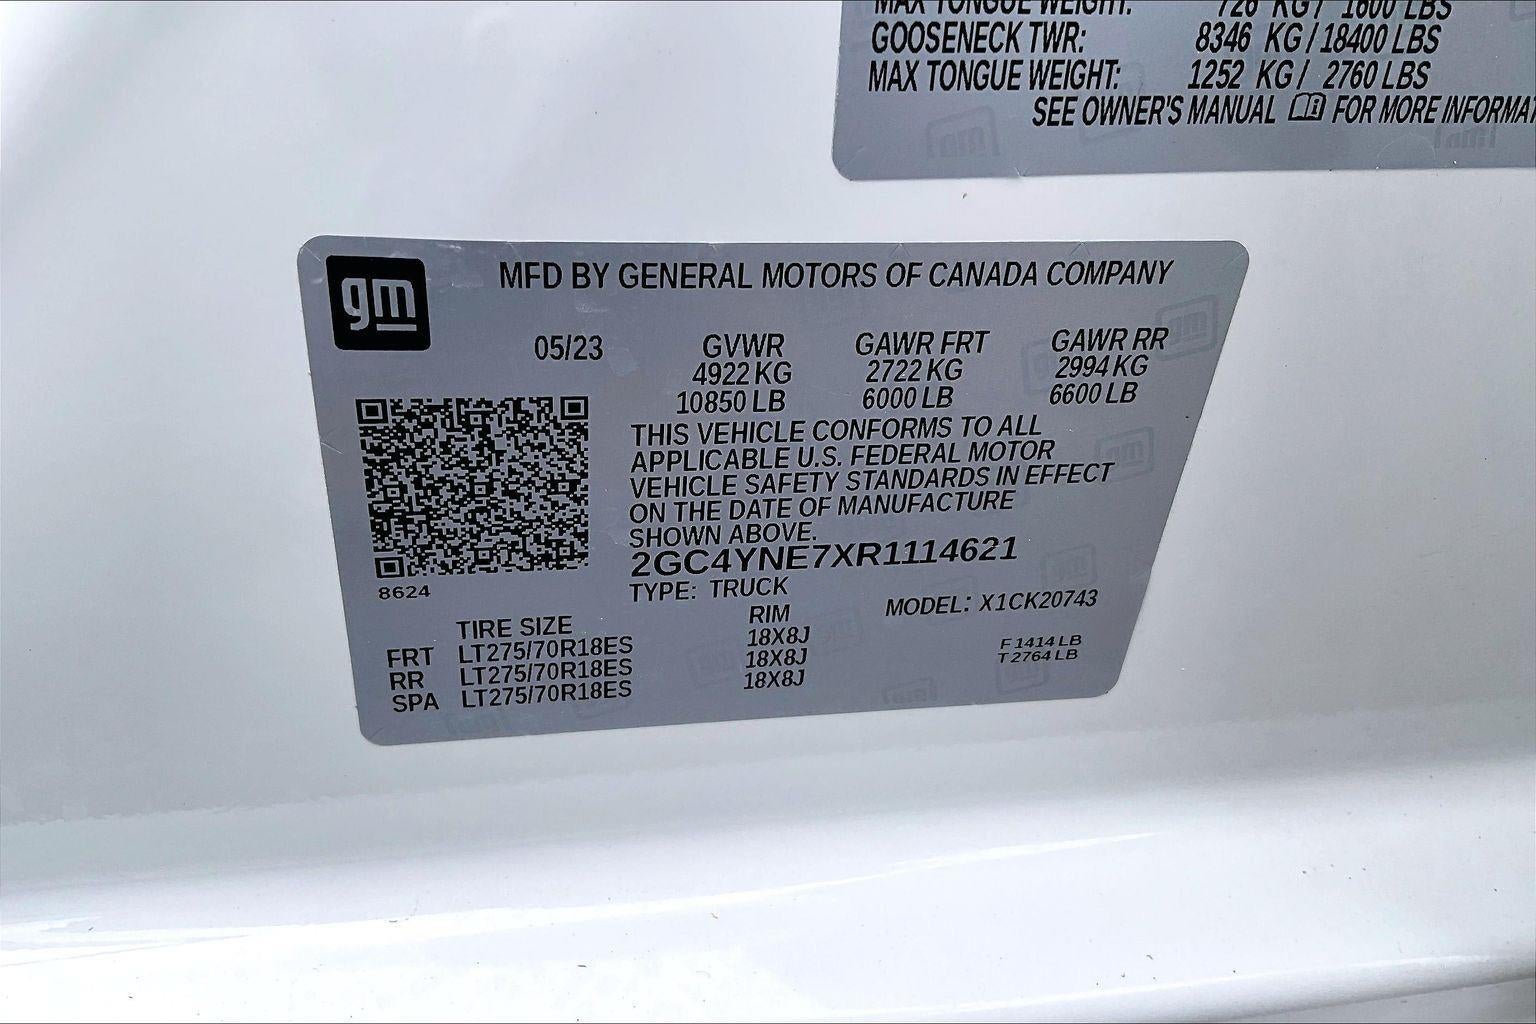 MAX TONGUE WEIGHT: 726 KG / 1600 LBS
GOOSENECK TWR: 8346 KG / 18400 LBS
MAX TONGUE WEIGHT: 1252 KG / 2760 LBS
SEE OWNER'S MANUAL FOR MORE INFORMAT
gm
MFD BY GENERAL MOTORS OF CANADA COMPANY
05/23 GVWR GAWR FRT GAWR RR
4922 KG 2722 KG 2994 KG
10850 LB 6000 LB 6600 LB
THIS VEHICLE CONFORMS TO ALL
APPLICABLE U.S. FEDERAL MOTOR
VEHICLE SAFETY STANDARDS IN EFFECT
ON THE DATE OF MANUFACTURE
SHOWN ABOVE.
2GC4YNE7XR1114621
8624
TYPE: TRUCK
MODEL: X1CK20743
TIRE SIZE RIM
FRT LT275/70R18ES 18X8J
RR LT275/70R18ES 18X8J
SPA LT275/70R18ES 18X8J
F 1414 LB
T 2764 LB